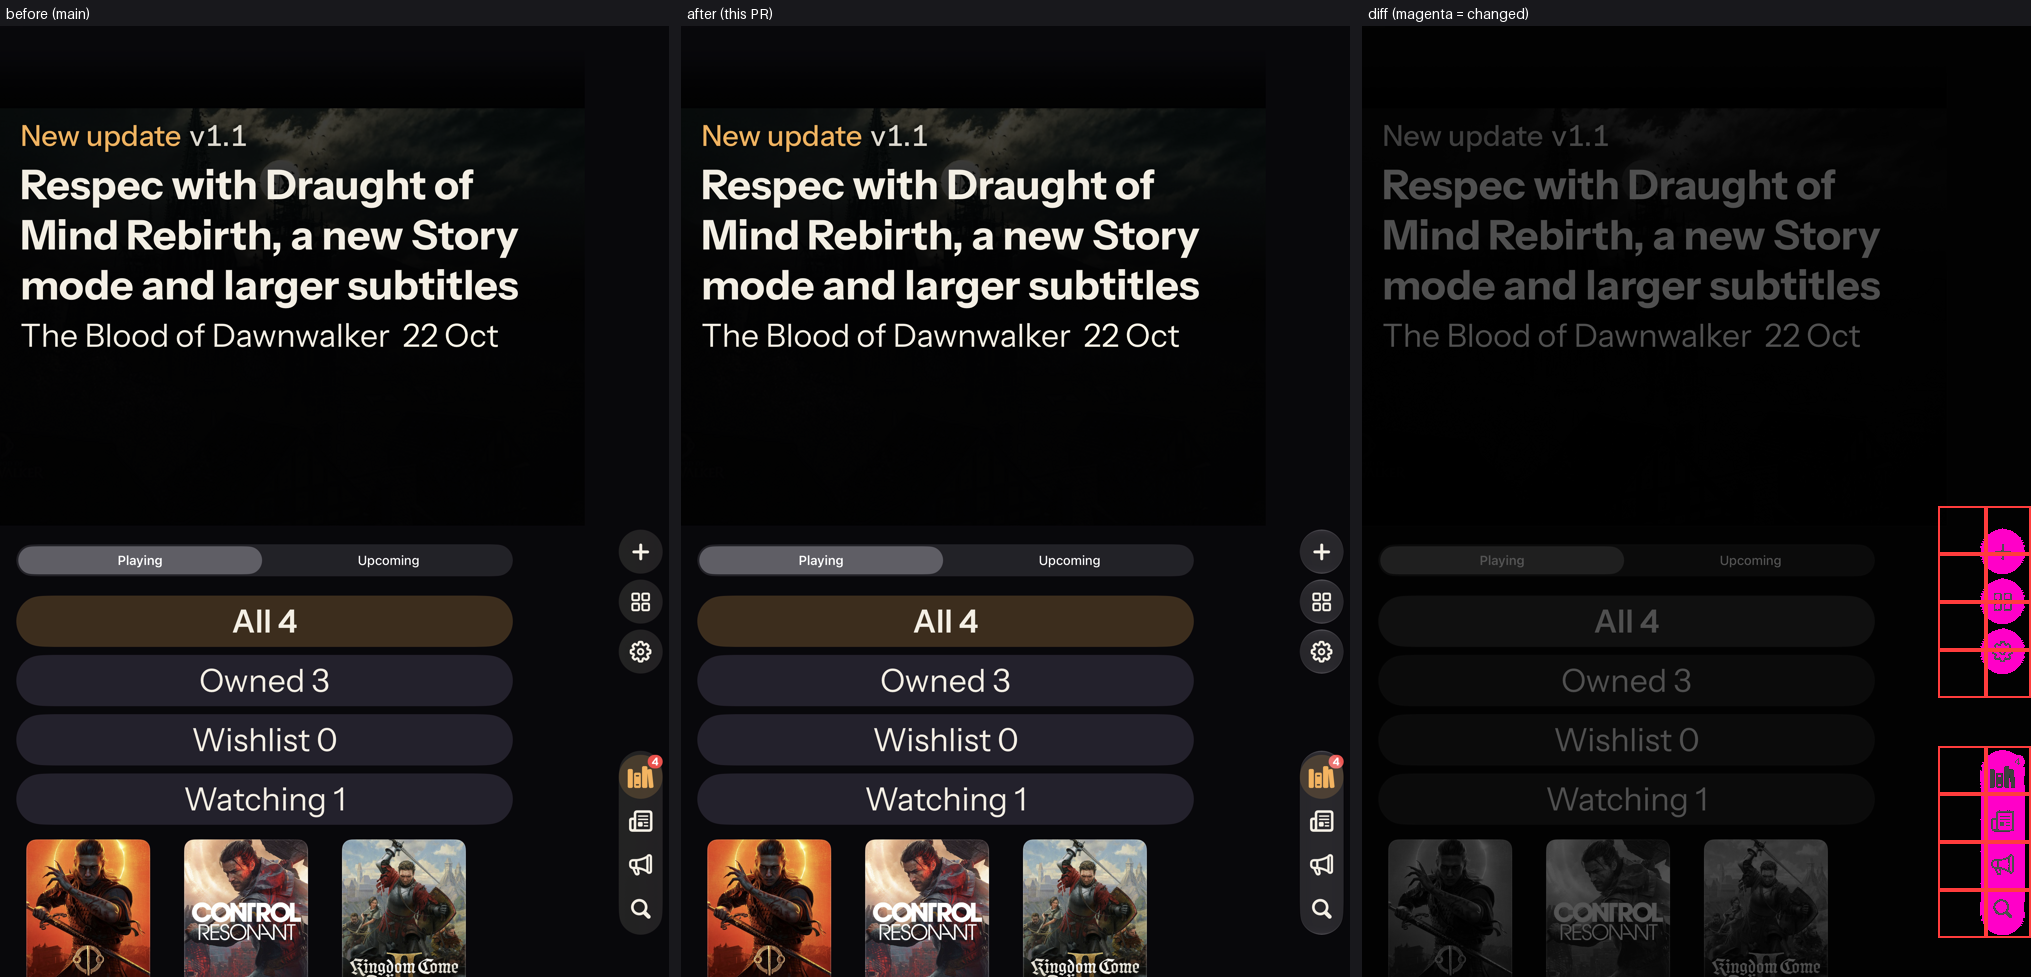 before (main)
New update v1.1
Respec with Draught of
Mind Rebirth, a new Story
mode and larger subtitles
The Blood of Dawnwalker 22 Oct
Playing Upcoming
All 4
Owned 3
Wishlist 0
Watching 1
4
CONTROL
RESONANT
Kingdom Come
II
after (this PR)
New update v1.1
Respec with Draught of
Mind Rebirth, a new Story
mode and larger subtitles
The Blood of Dawnwalker 22 Oct
Playing Upcoming
All 4
Owned 3
Wishlist 0
Watching 1
4
CONTROL
RESONANT
Kingdom Come
II
diff (magenta = changed)
New update v1.1
Respec with Draught of
Mind Rebirth, a new Story
mode and larger subtitles
The Blood of Dawnwalker 22 Oct
Playing Upcoming
All 4
Owned 3
Wishlist 0
Watching 1
CONTROL
RESONANT
Kingdom Come
II